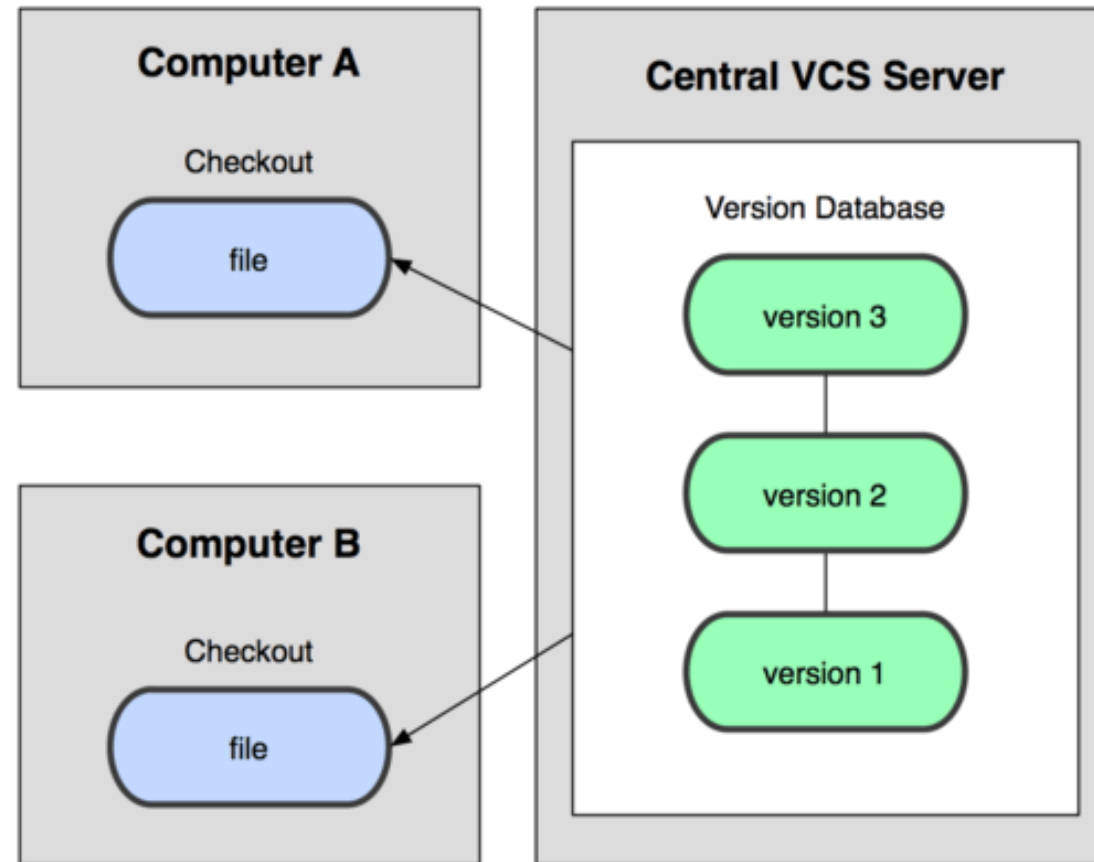 Computer A
Checkout
file
Computer B
Checkout
file
Central VCS Server
Version Database
version 3
version 2
version 1